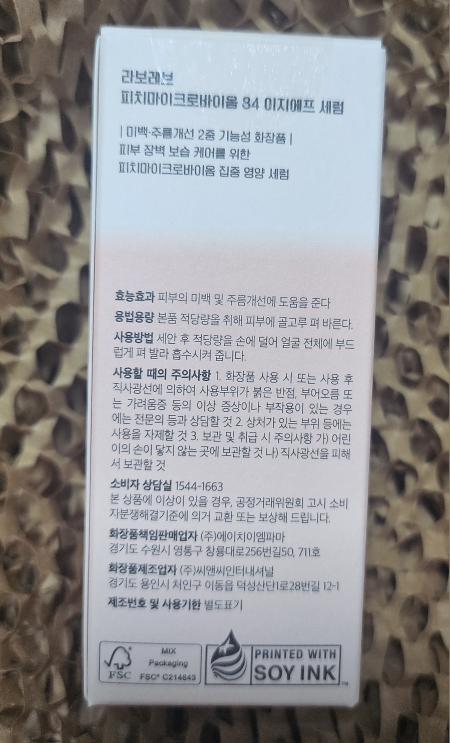 라보레브
피치마이크로바이옴 34 이지에프 세럼
| 미백·주름개선 2중 기능성 화장품 |
피부 장벽 보습 케어를 위한
피치마이크로바이옴 집중 영양 세럼
효능효과 피부의 미백 및 주름개선에 도움을 준다
용법용량 본품 적당량을 취해 피부에 골고루 펴 바른다.
사용방법 세안 후 적당량을 손에 덜어 얼굴 전체에 부드
럽게 펴 발라 흡수시켜 줍니다.
사용할 때의 주의사항 1. 화장품 사용 시 또는 사용 후
직사광선에 의하여 사용부위가 붉은 반점, 부어오름 또
는 가려움증 등의 이상 증상이나 부작용이 있는 경우
에는 전문의 등과 상담할 것 2. 상처가 있는 부위 등에는
사용을 자제할 것 3. 보관 및 취급 시 주의사항 가) 어린
이의 손이 닿지 않는 곳에 보관할 것 나) 직사광선을 피해
서 보관할 것
소비자 상담실 1544-1663
본 상품에 이상이 있을 경우, 공정거래위원회 고시 소비
자분쟁해결기준에 의거 교환 또는 보상해 드립니다.
화장품책임판매업자 (주)에이치이엠파마
경기도 수원시 영통구 창룡대로256번길50, 711호
화장품제조업자 (주)씨앤씨인터내셔널
경기도 용인시 처인구 이동읍 덕성산단1로28번길 12-1
제조번호 및 사용기한 별도표기
FSC
MIX
Packaging
FSC® C214643
PRINTED WITH
SOY INK™